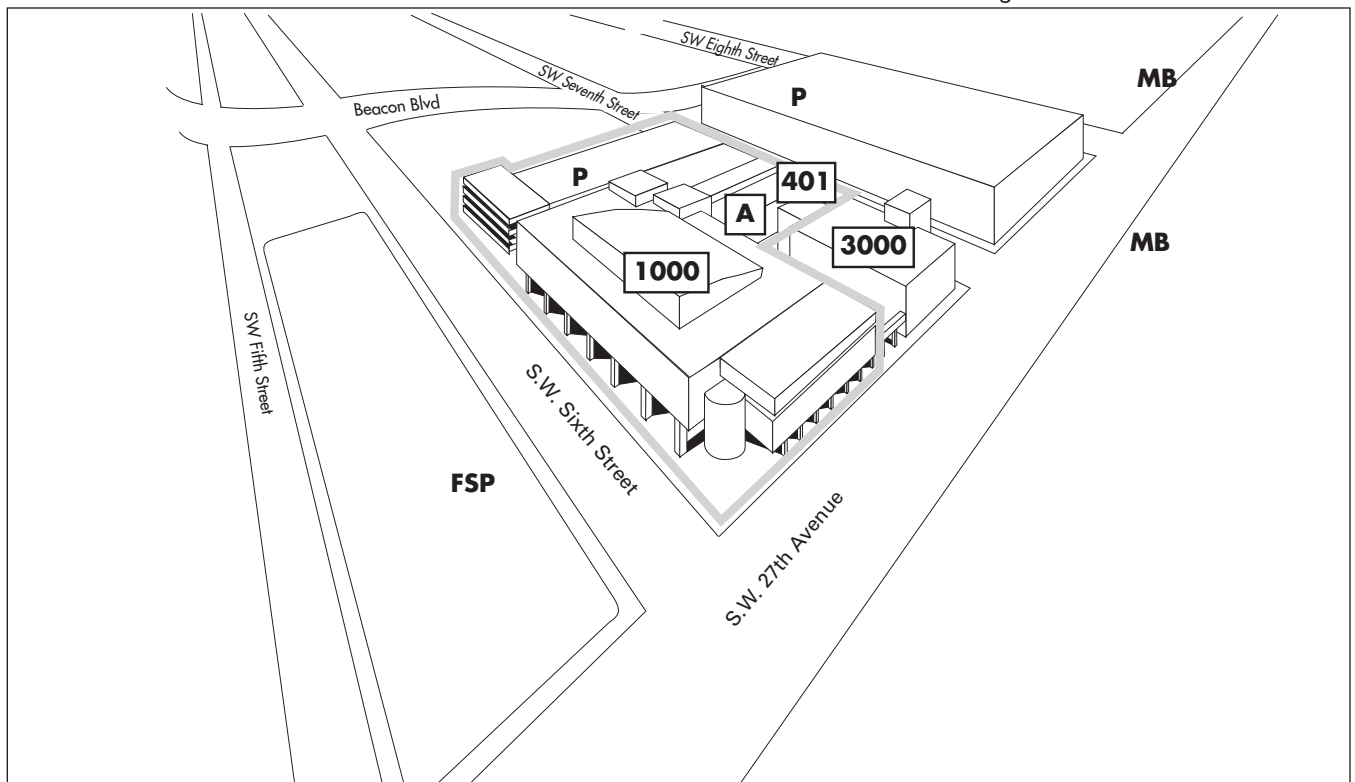 SW Eighth Street
MB
SW Seventh Street
P
Beacon Blvd
P
401
A
MB
3000
1000
SW Fifth Street
S.W. Sixth Street
FSP
S.W. 27th Avenue